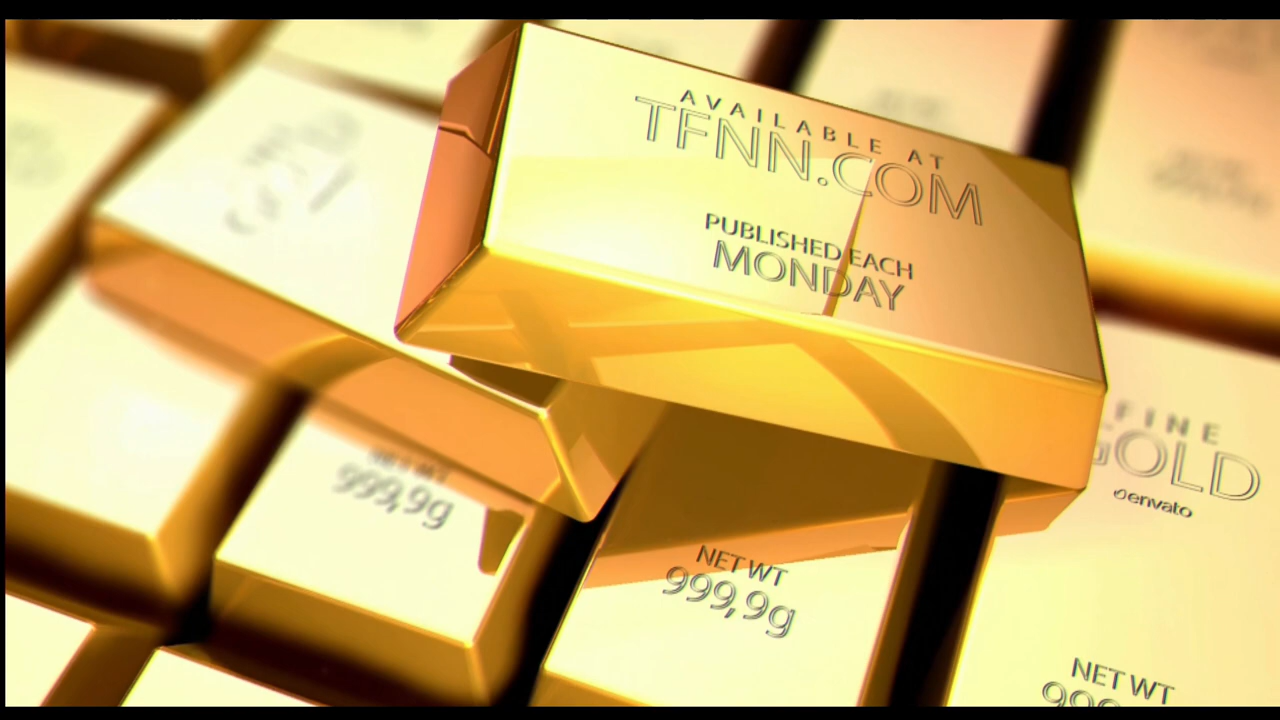 AVAILABLE AT
TFNN.COM
PUBLISHED EACH
MONDAY
FINE
GOLD
envato
999,9g
NET WT
999,9g
NET WT